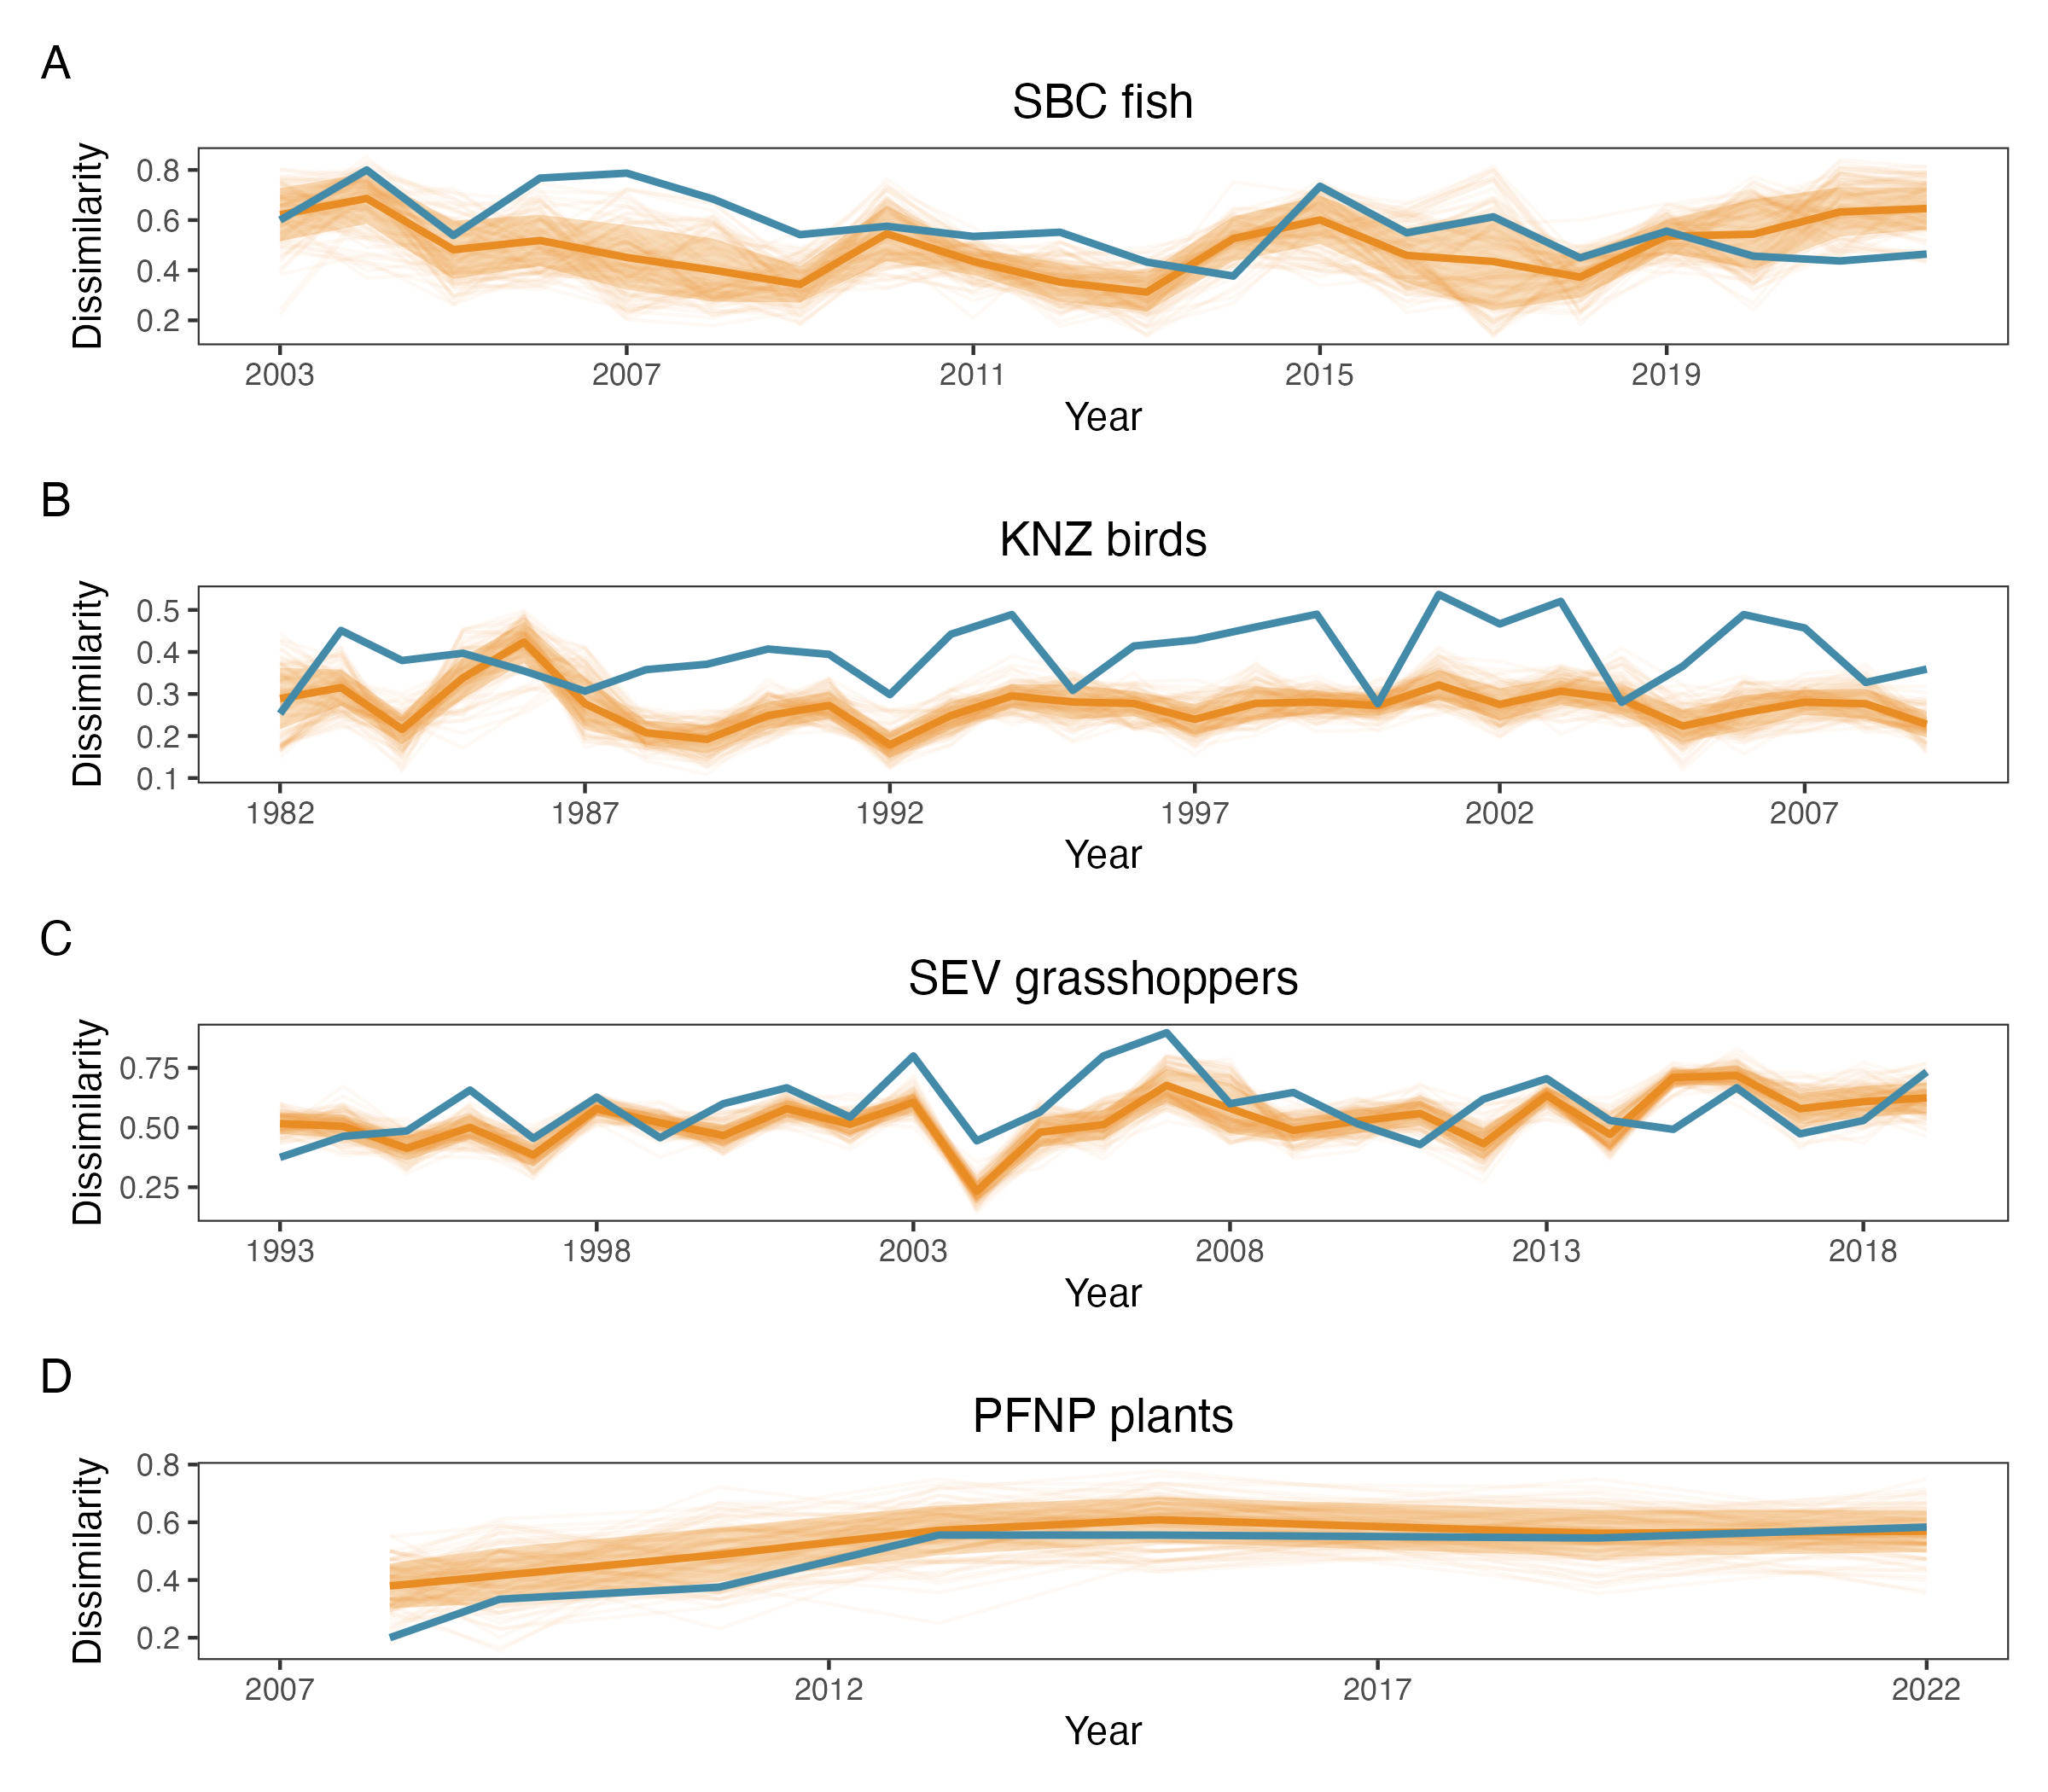 A
SBC fish
Dissimilarity
0.8
0.6
0.4
0.2
2003 2007 2011 2015 2019
Year
B
KNZ birds
Dissimilarity
0.5
0.4
0.3
0.2
0.1
1982 1987 1992 1997 2002 2007
Year
C
SEV grasshoppers
Dissimilarity
0.75
0.50
0.25
1993 1998 2003 2008 2013 2018
Year
D
PFNP plants
Dissimilarity
0.8
0.6
0.4
0.2
2007 2012 2017 2022
Year